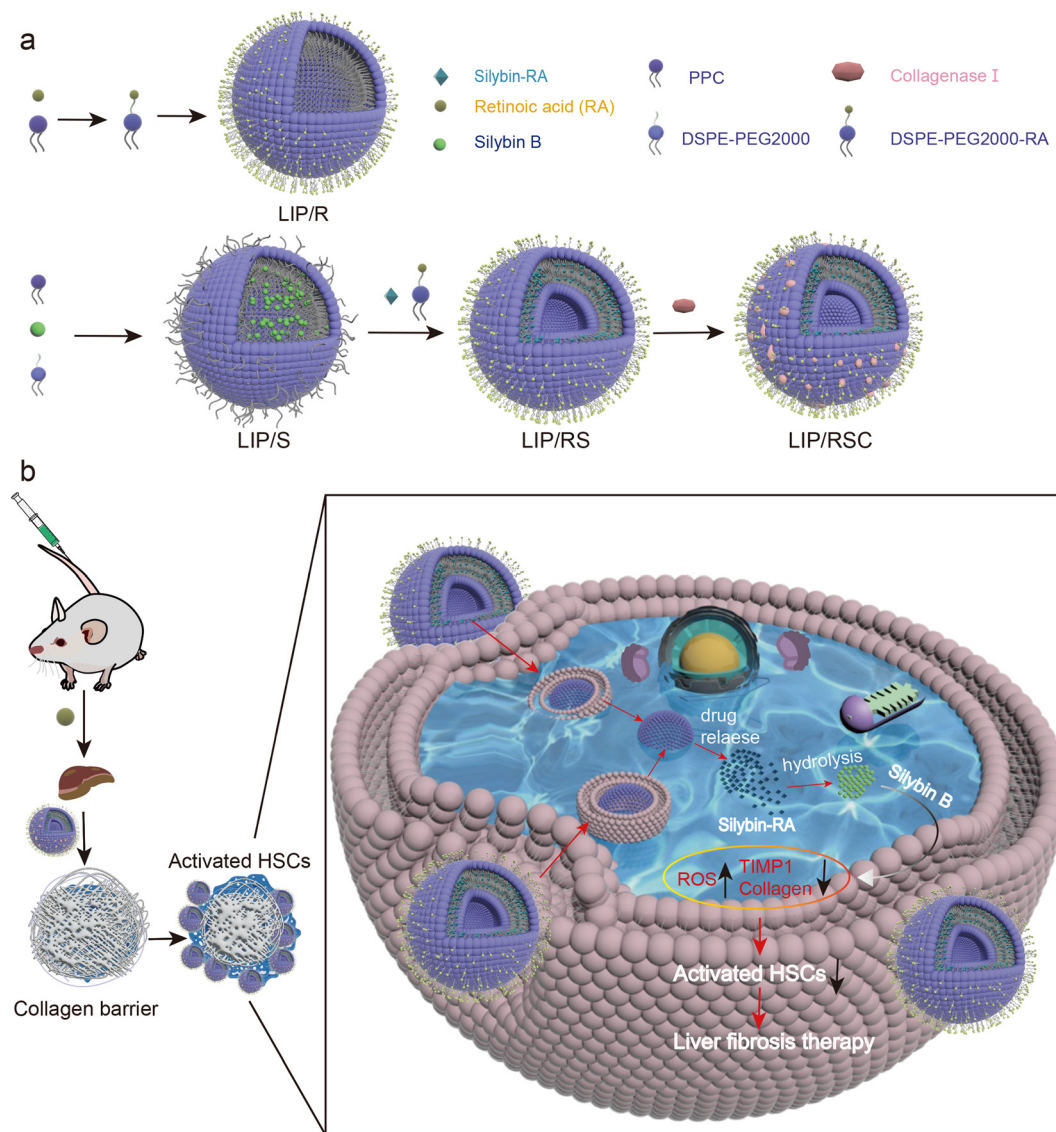 a
Silybin-RA
Retinoic acid (RA)
Silybin B
PPC
DSPE-PEG2000
Collagenase I
DSPE-PEG2000-RA
LIP/R
LIP/S
LIP/RS
LIP/RSC
b
Collagen barrier
Activated HSCs
drug
relaese
hydrolysis
Silybin-RA
Silybin B
ROS
TIMP1
Collagen
Activated HSCs
Liver fibrosis therapy